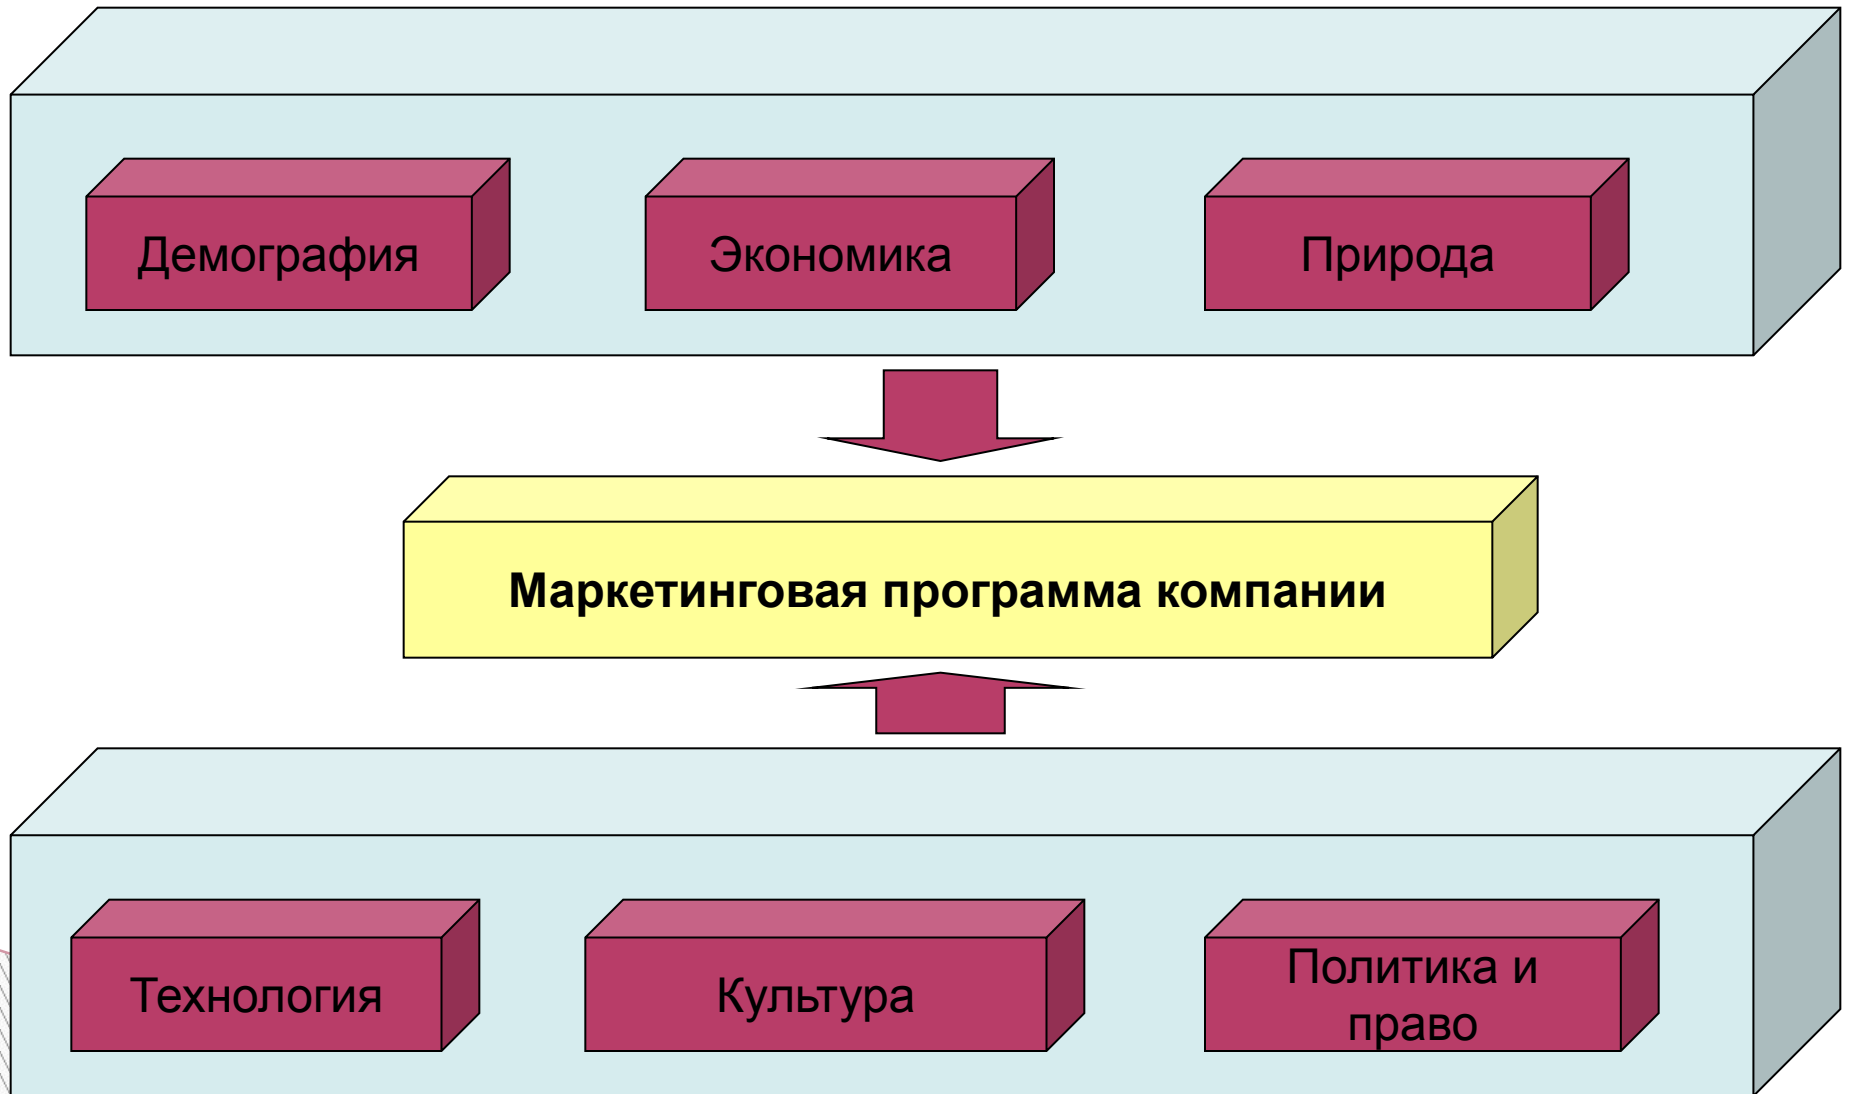 Демография
Экономика
Природа
Маркетинговая программа компании
Технология
Культура
Политика и
право